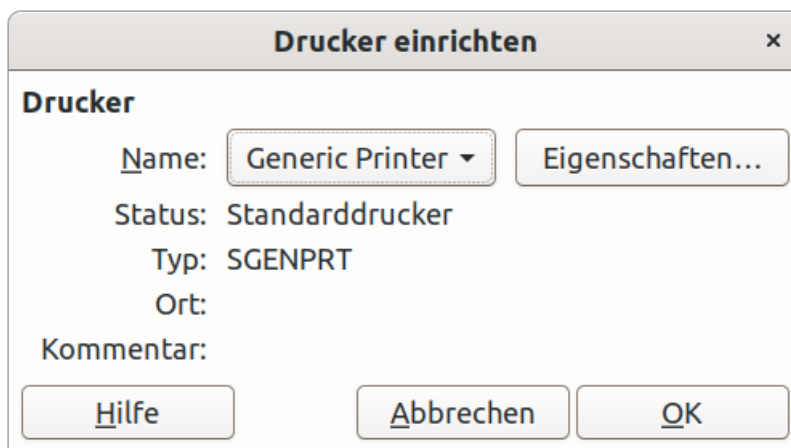 Drucker einrichten ×
Drucker
Name: Generic Printer Eigenschaften...
Status: Standarddrucker
Typ: SGENPRT
Ort:
Kommentar:
Hilfe Abbrechen OK